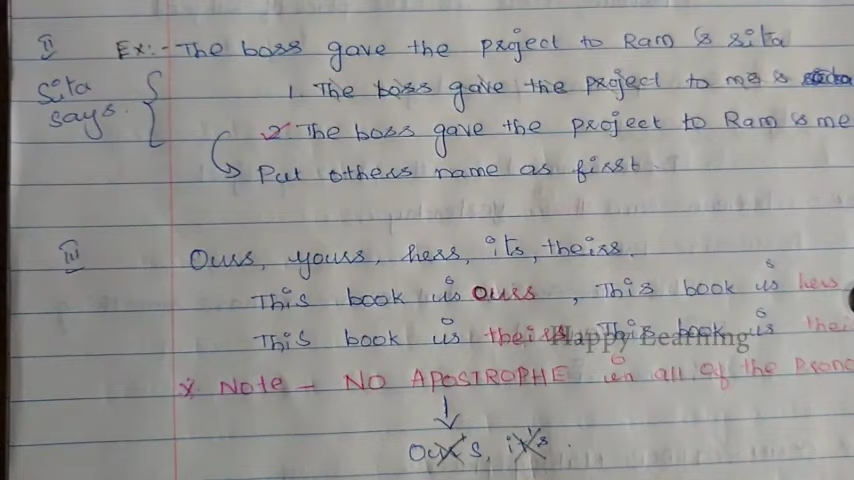 II Ex:- The boss gave the project to Ram & sita
Sita says. 1. The boss gave the project to me &
2. The boss gave the project to Ram & me
Put others name as first.
III Ours, yours, hers, its, theirs.
This book is ours, This book is hers
This book is theirs This book is thei
Happy Learning
* Note - NO APOSTROPHE in all of the Prono
Our's, it's.